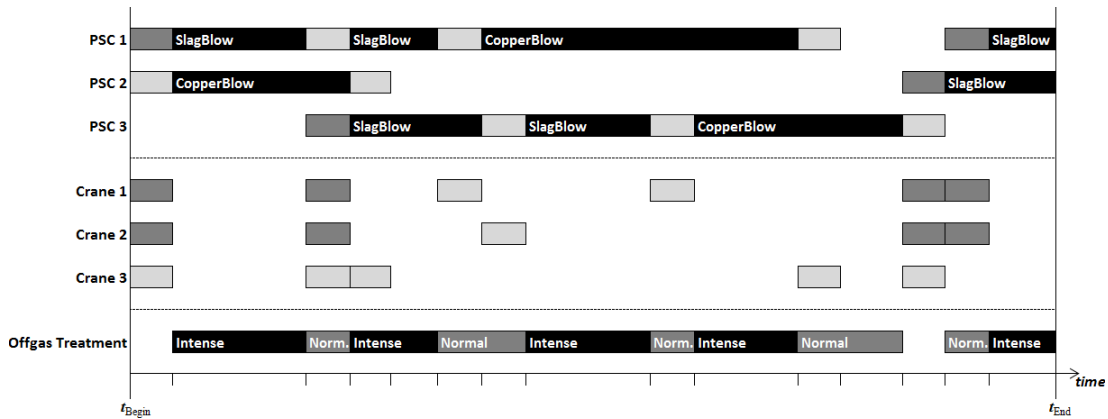 PSC 1 SlagBlow SlagBlow CopperBlow SlagBlow
PSC 2 CopperBlow SlagBlow
PSC 3 SlagBlow SlagBlow CopperBlow
Crane 1
Crane 2
Crane 3
Offgas Treatment Intense Norm. Intense Normal Intense Norm. Intense Normal Norm. Intense
time
tBegin tEnd